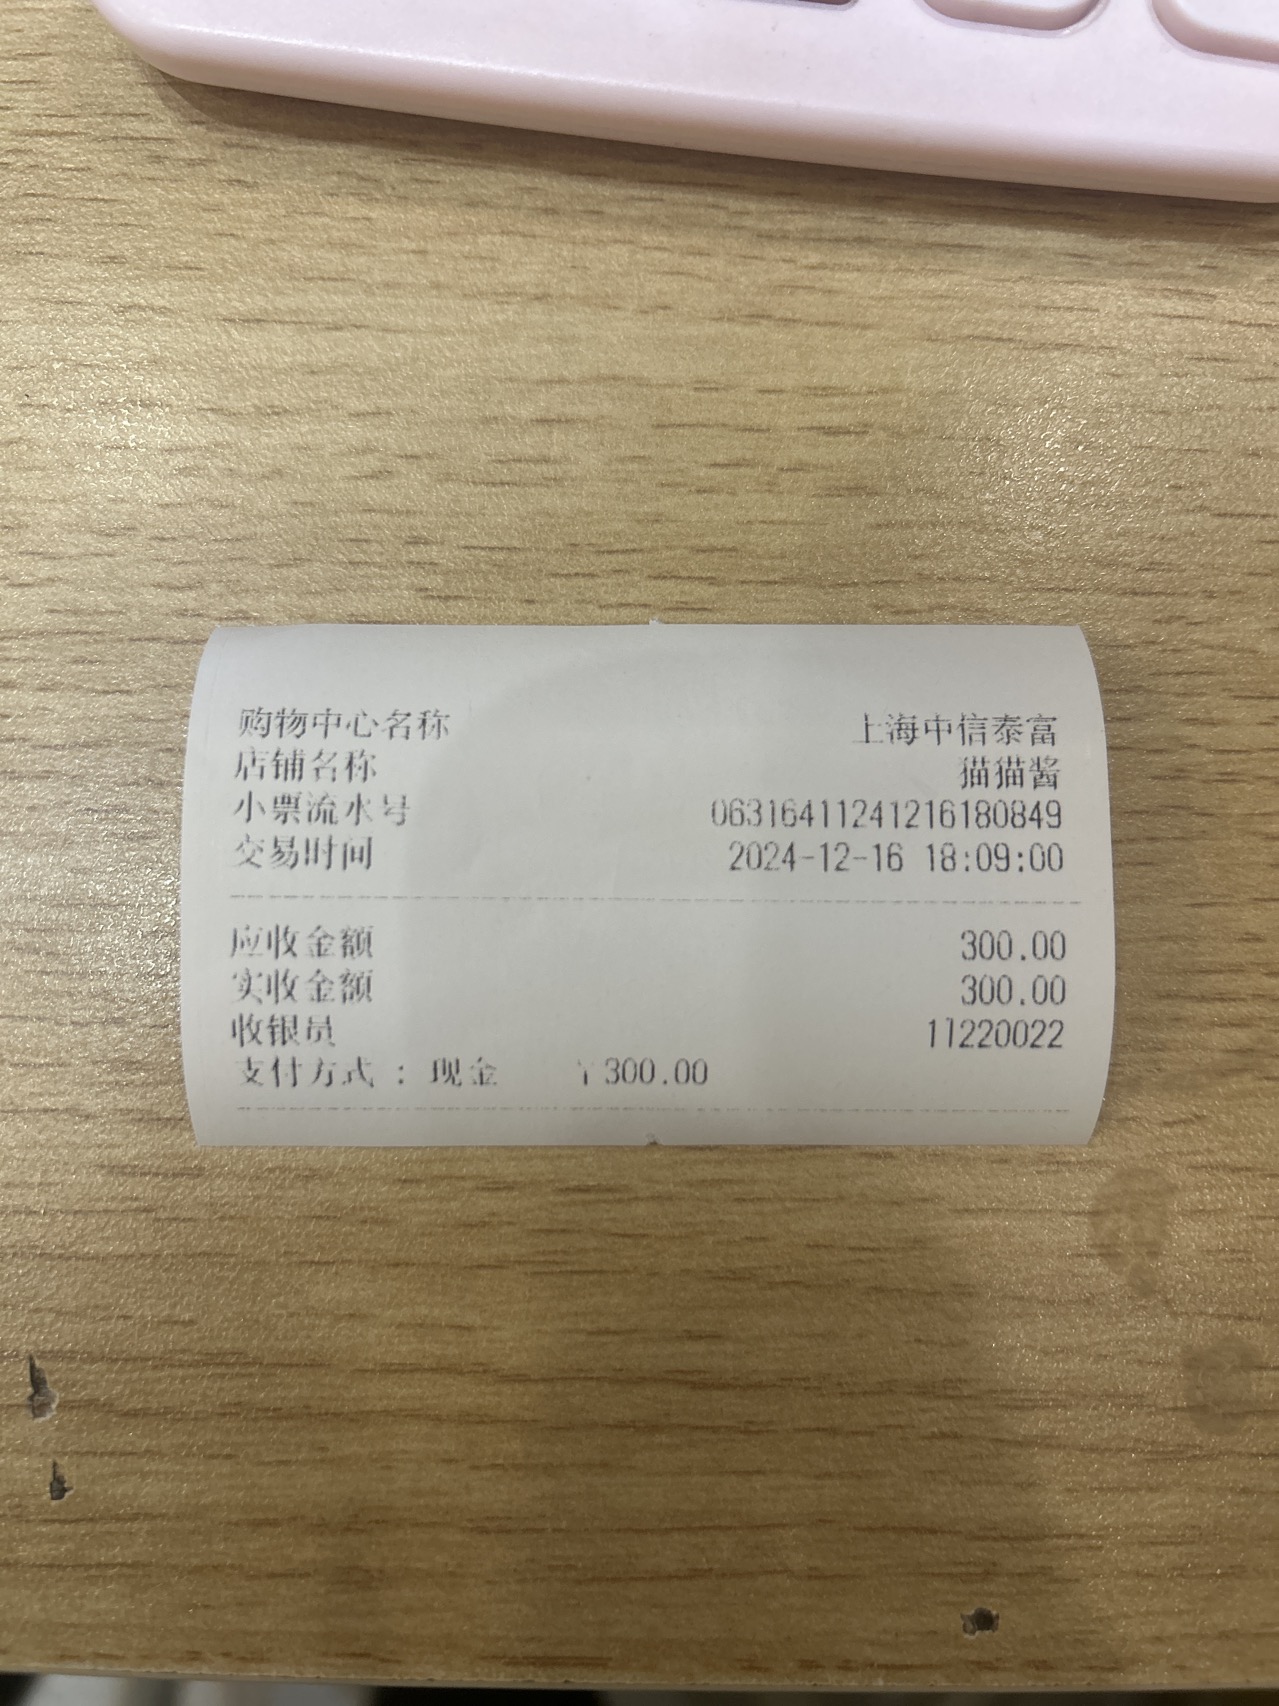 购物中心名称 上海中信泰富
店铺名称 猫猫酱
小票流水号 06316411241216180849
交易时间 2024-12-16 18:09:00
应收金额 300.00
实收金额 300.00
收银员 11220022
支付方式：现金 ￥300.00